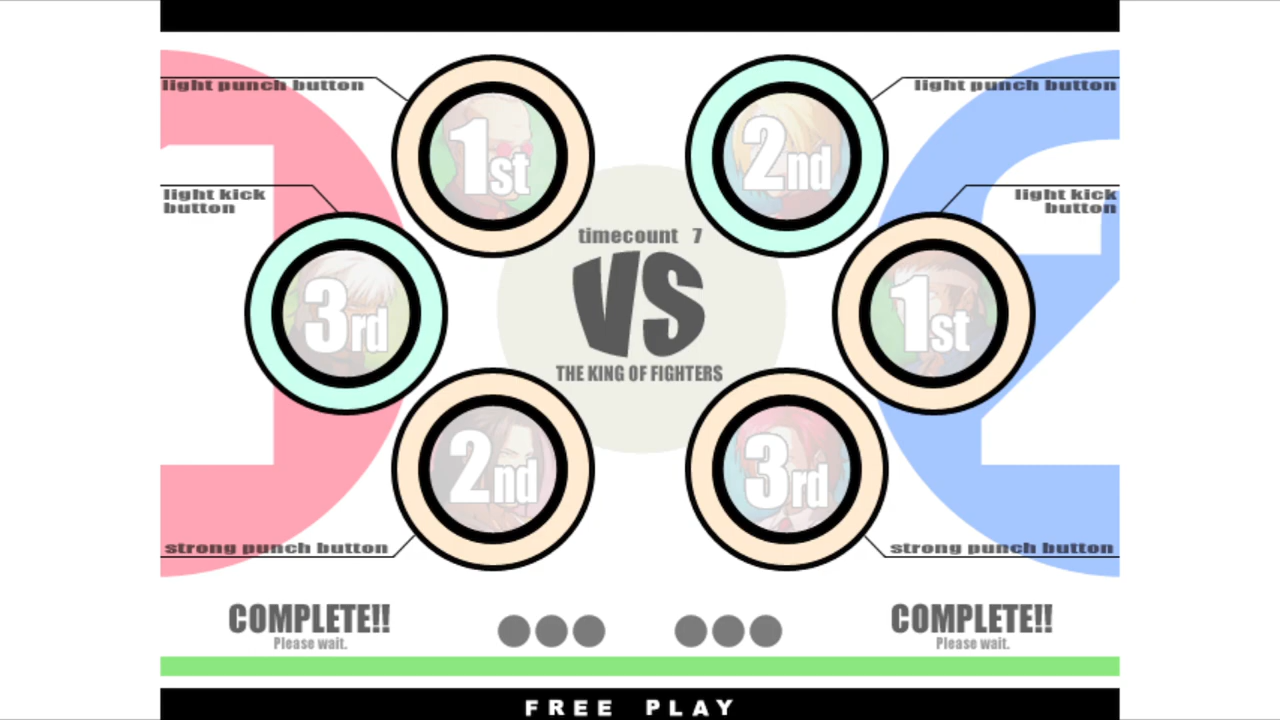 light punch button
light punch button
1st
2nd
light kick
button
light kick
button
timecount 7
VS
3rd
1st
THE KING OF FIGHTERS
2nd
3rd
strong punch button
strong punch button
COMPLETE!!
Please wait.
COMPLETE!!
Please wait.
FREE PLAY
1
2